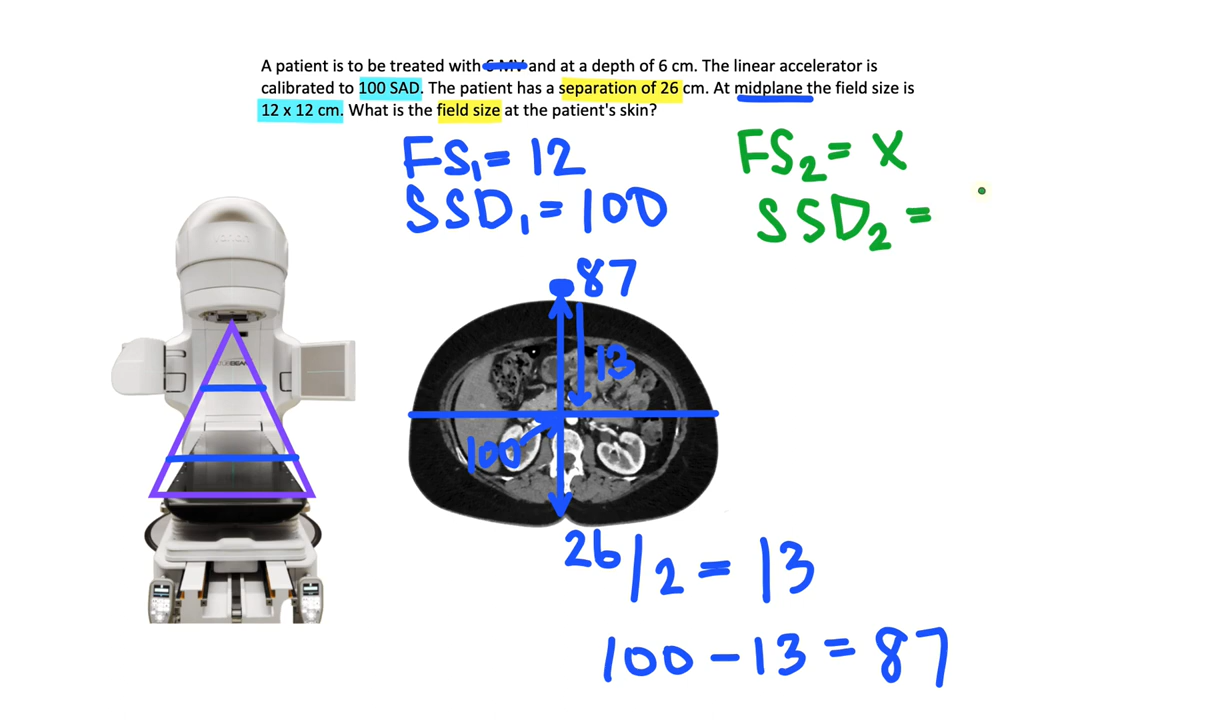 A patient is to be treated with 6 MV and at a depth of 6 cm. The linear accelerator is
calibrated to 100 SAD. The patient has a separation of 26 cm. At midplane the field size is
12 x 12 cm. What is the field size at the patient's skin?
FS₁ = 12
SSD₁ = 100
FS₂ = X
SSD₂ =
87
13
100
26/2 = 13
100 - 13 = 87